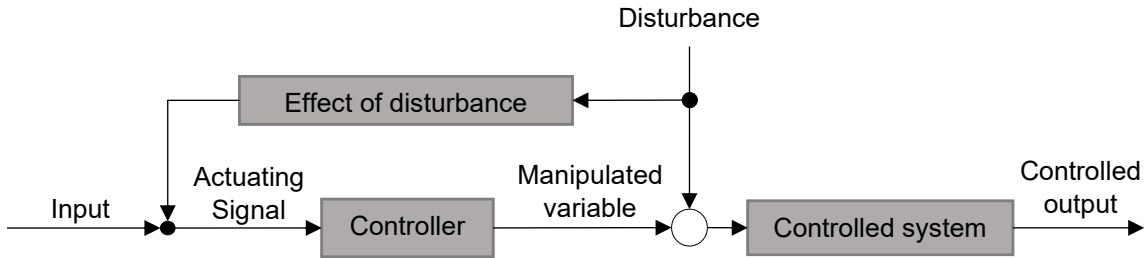 Disturbance
Effect of disturbance
Input
Actuating
Signal
Controller
Manipulated
variable
Controlled system
Controlled
output